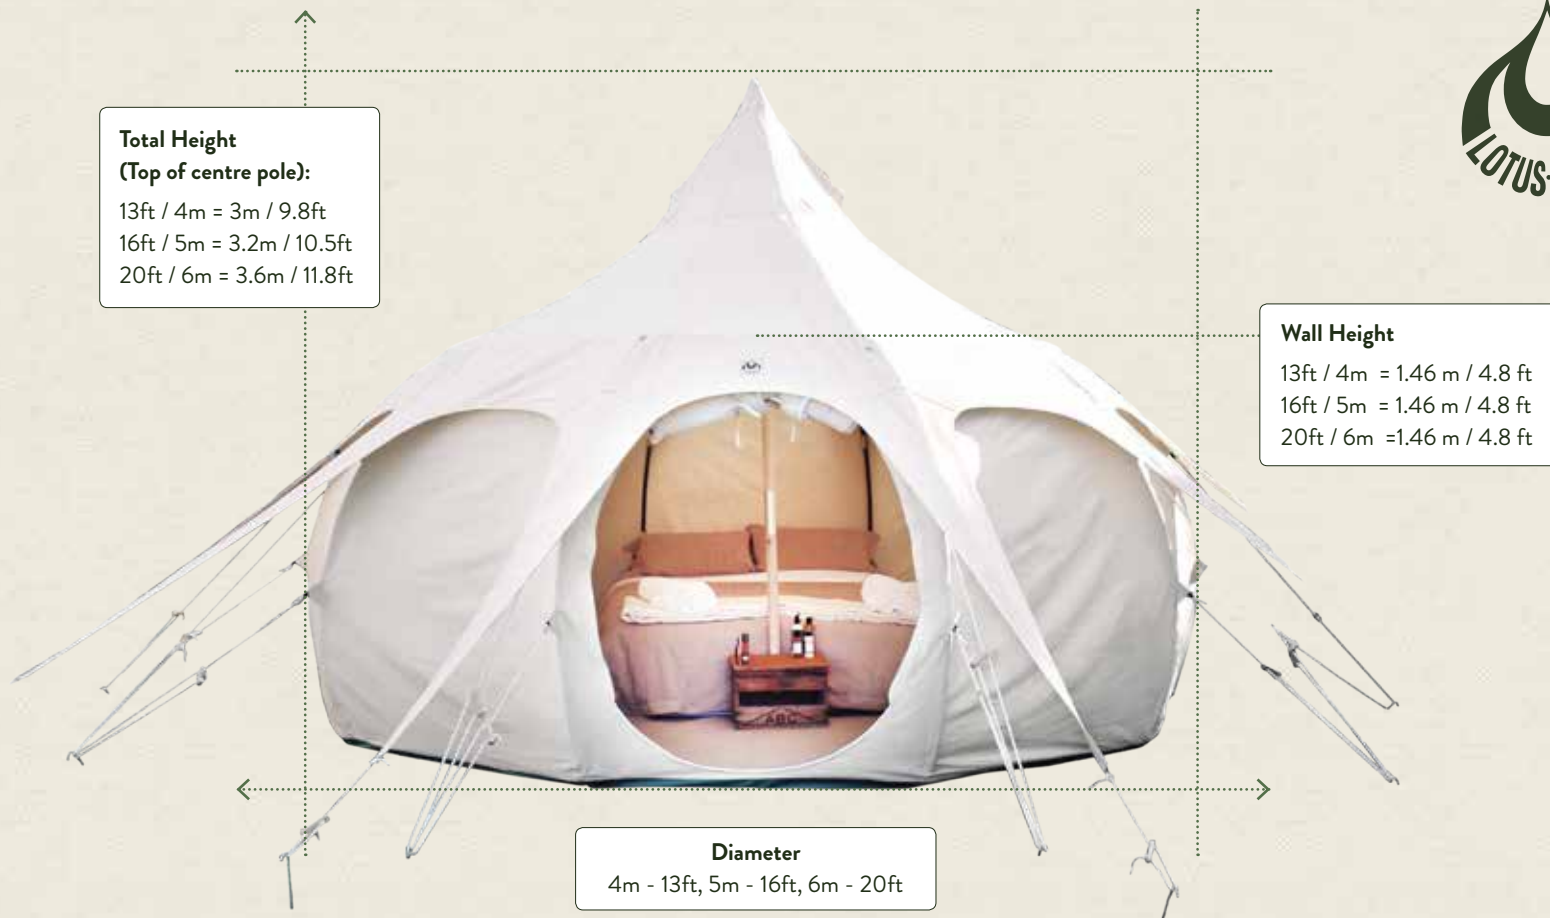 Total Height
(Top of centre pole):
13ft / 4m = 3m / 9.8ft
16ft / 5m = 3.2m / 10.5ft
20ft / 6m = 3.6m / 11.8ft
LOTUS-
Wall Height
13ft / 4m = 1.46 m / 4.8 ft
16ft / 5m = 1.46 m / 4.8 ft
20ft / 6m =1.46 m / 4.8 ft
ABC
Diameter
4m - 13ft, 5m - 16ft, 6m - 20ft